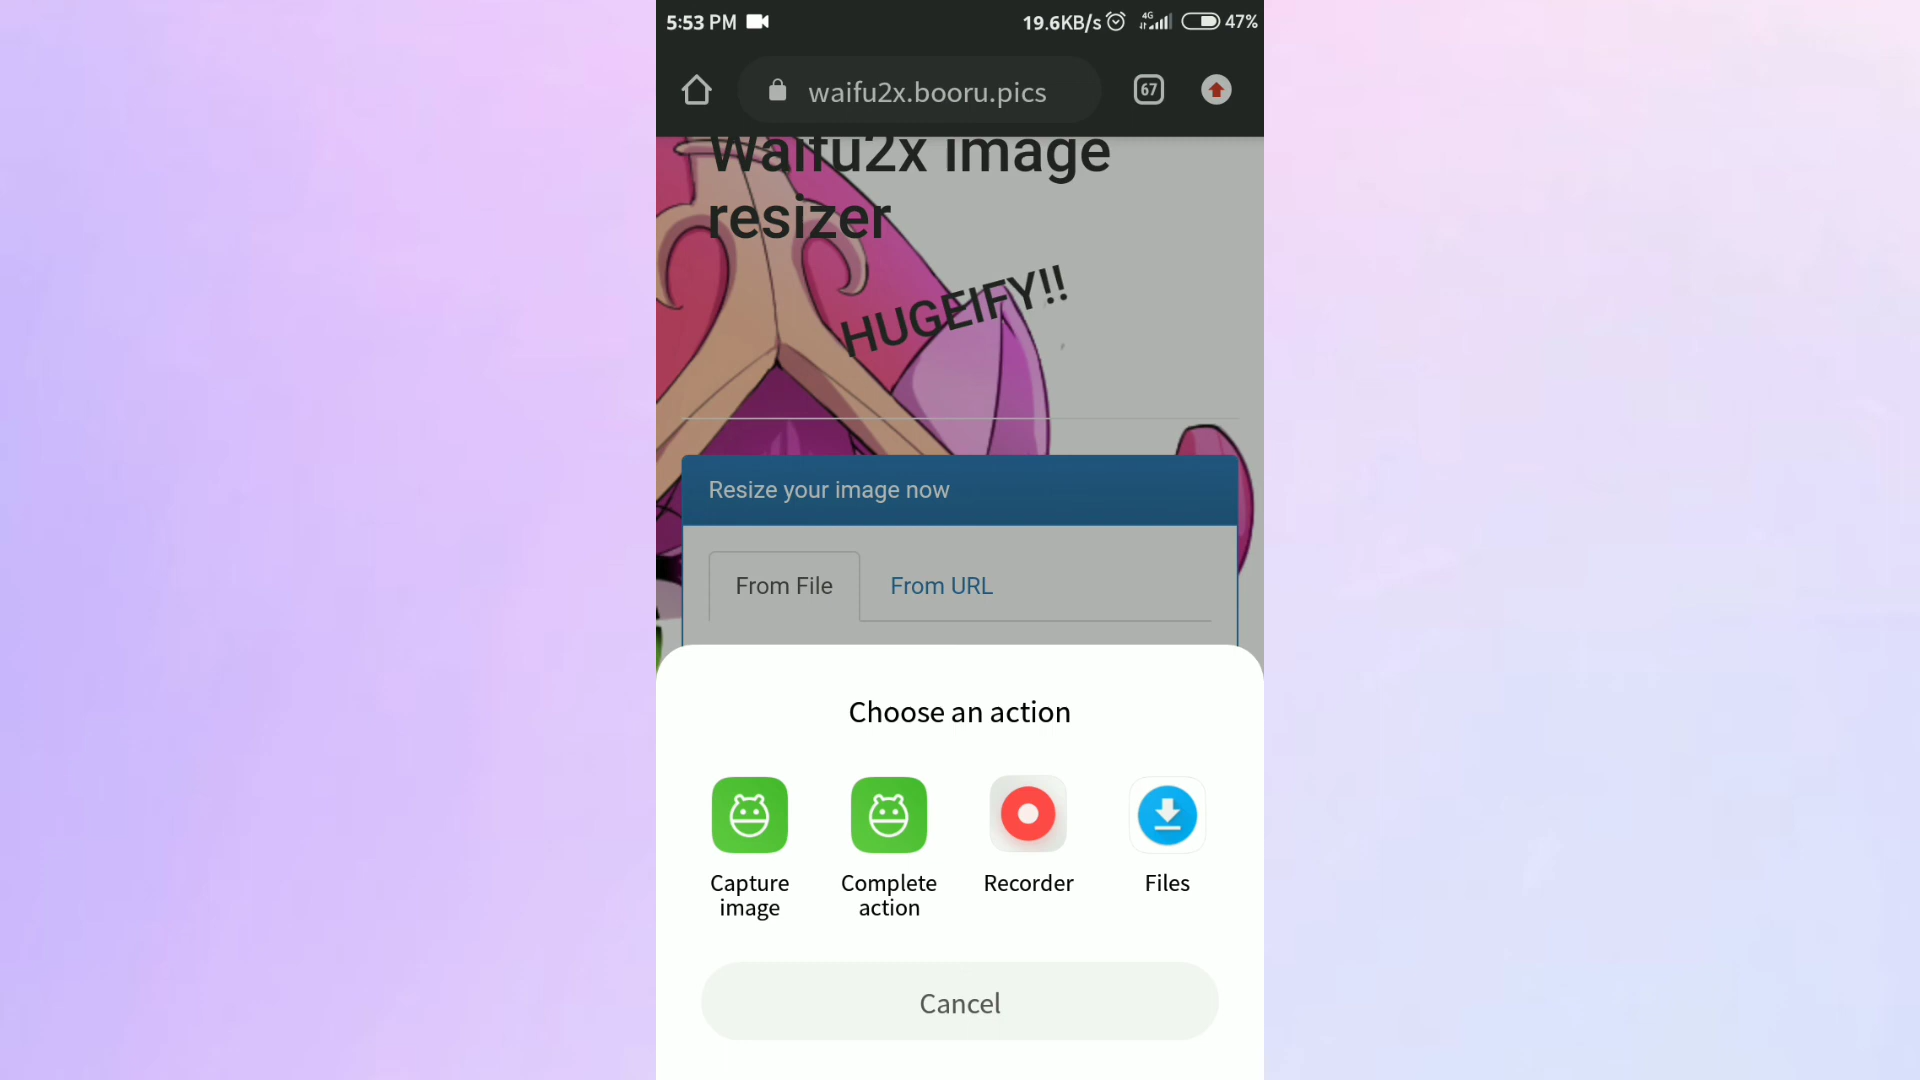 5:53 PM 19.6KB/s 4G 47%
waifu2x.booru.pics 67
Waifu2x image
resizer
HUGEIFY!!
Resize your image now
From File From URL
Choose an action
Capture image
Complete action
Recorder
Files
Cancel